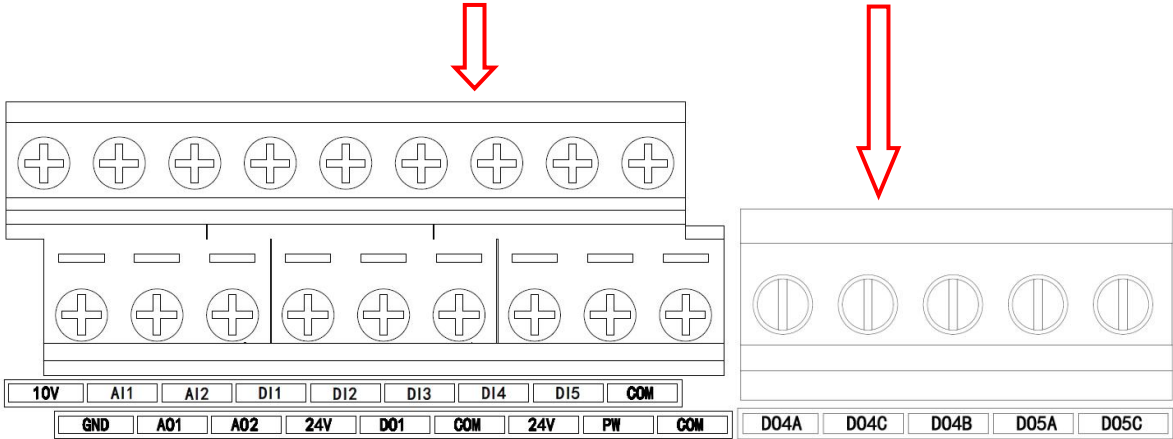 10V AI1 AI2 DI1 DI2 DI3 DI4 DI5 COM
GND AO1 AO2 24V DO1 COM 24V PW COM
DO4A DO4C DO4B DO5A DO5C